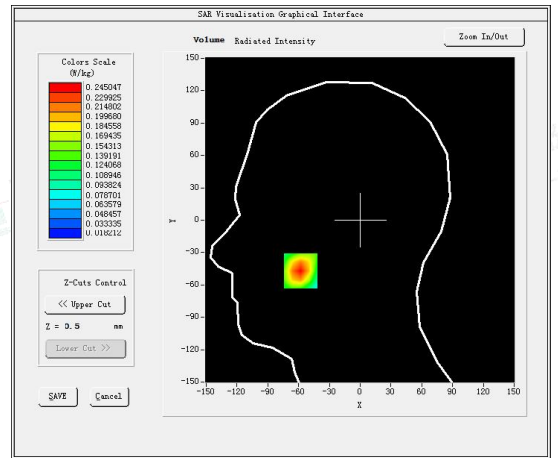 SAR Visualisation Graphical Interface
Volume Radiated Intensity
Zoom In/Out
Colors Scale
(W/kg)
0.245047
0.229925
0.214802
0.199680
0.184558
0.169435
0.154313
0.139191
0.124068
0.108946
0.093824
0.078701
0.063579
0.048457
0.033335
0.018212
Z-Cuts Control
<< Upper Cut
Z = 0.5 mm
Lower Cut >>
SAVE Cancel
150
120
90
60
30
0
-30
-60
-90
-120
-150
Y
-150 -120 -90 -60 -30 0 30 60 90 120 150
X